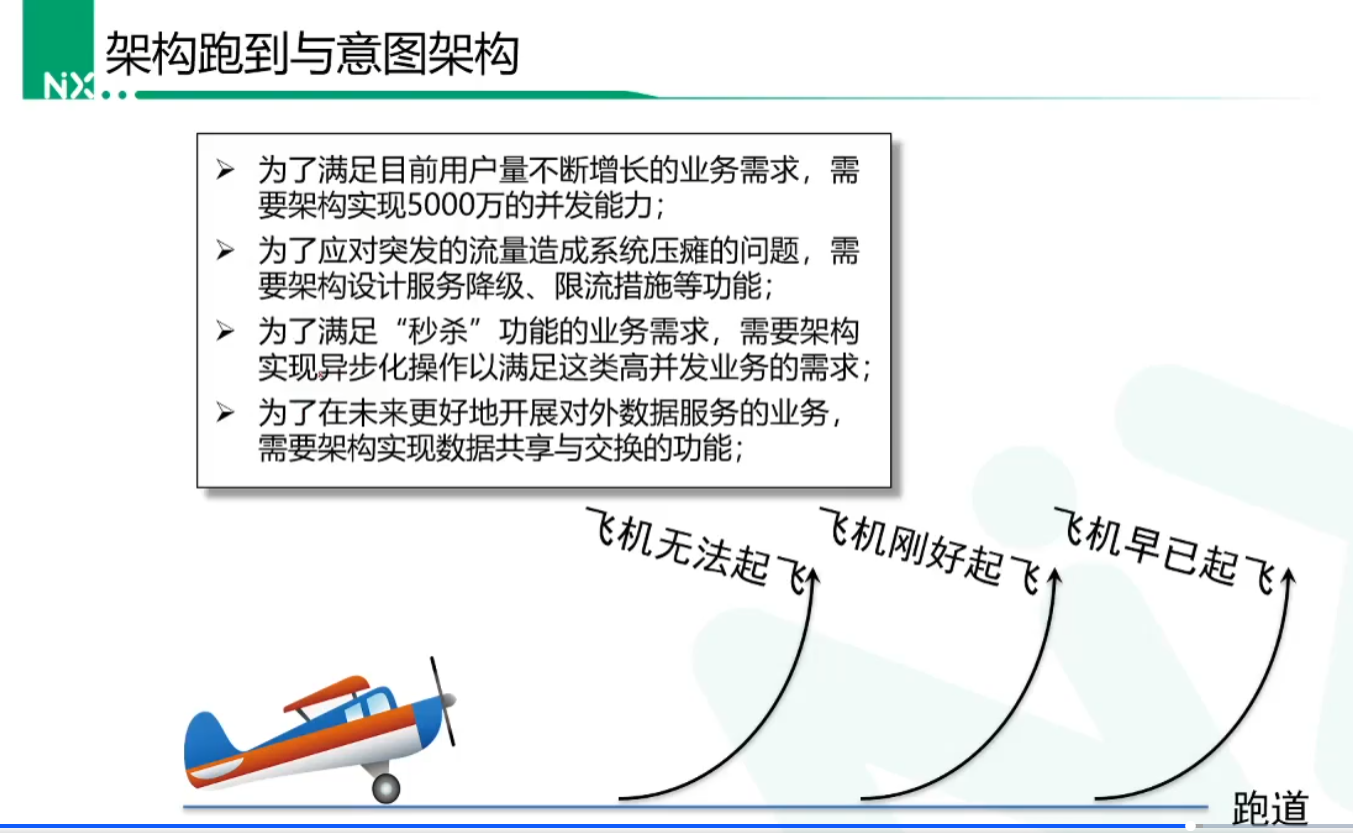 架构跑到与意图架构
NiX
为了满足目前用户量不断增长的业务需求，需
要架构实现5000万的并发能力；
为了应对突发的流量造成系统压瘫的问题，需
要架构设计服务降级、限流措施等功能；
为了满足“秒杀”功能的业务需求，需要架构
实现异步化操作以满足这类高并发业务的需求；
为了在未来更好地开展对外数据服务的业务，
需要架构实现数据共享与交换的功能；
飞机无法起飞
飞机刚好起飞
飞机早已起飞
跑道